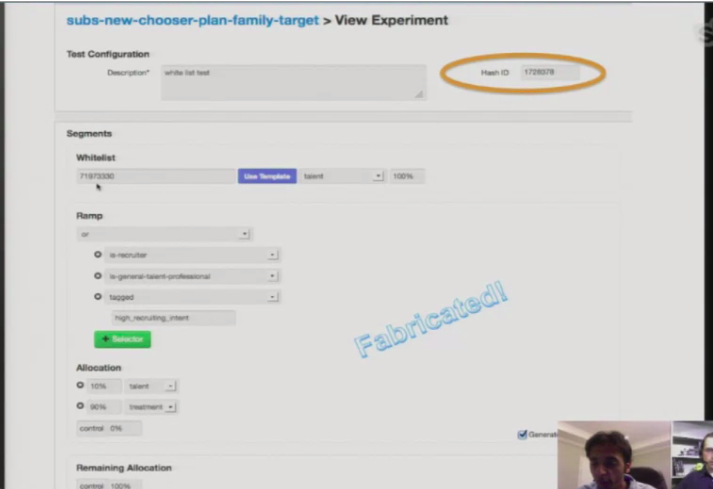 subs-new-chooser-plan-family-target > View Experiment
Test Configuration
Description* white list test Hash ID 1728078
Segments
Whitelist
71973330 Use Template talent 100%
Ramp
or
is-recruiter
is-general-talent-professional
tagged
high_recruiting_intent
+ Selector
Fabricated!
Allocation
10% talent
90% treatment
control 0% Generate
Remaining Allocation
control 100%